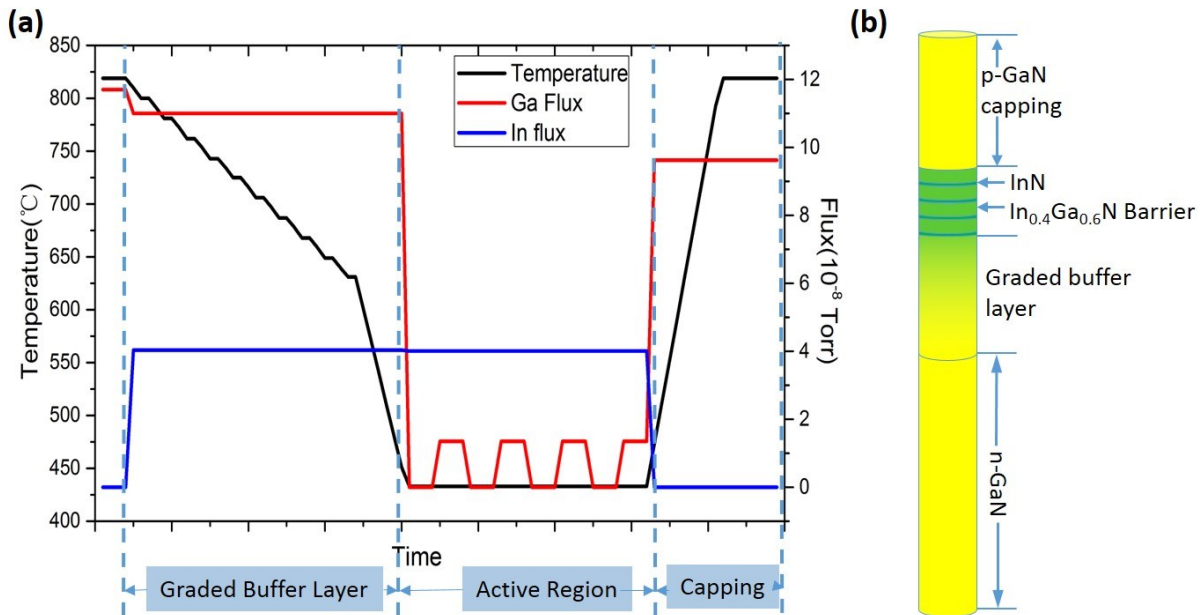 (a)
850
800
750
700
650
600
550
500
450
400
Temperature(℃)
Temperature
Ga Flux
In flux
12
10
8
6
4
2
0
Flux(10⁻⁸ Torr)
Time
Graded Buffer Layer
Active Region
Capping
(b)
p-GaN
capping
InN
In₀.₄Ga₀.₆N Barrier
Graded buffer
layer
n-GaN